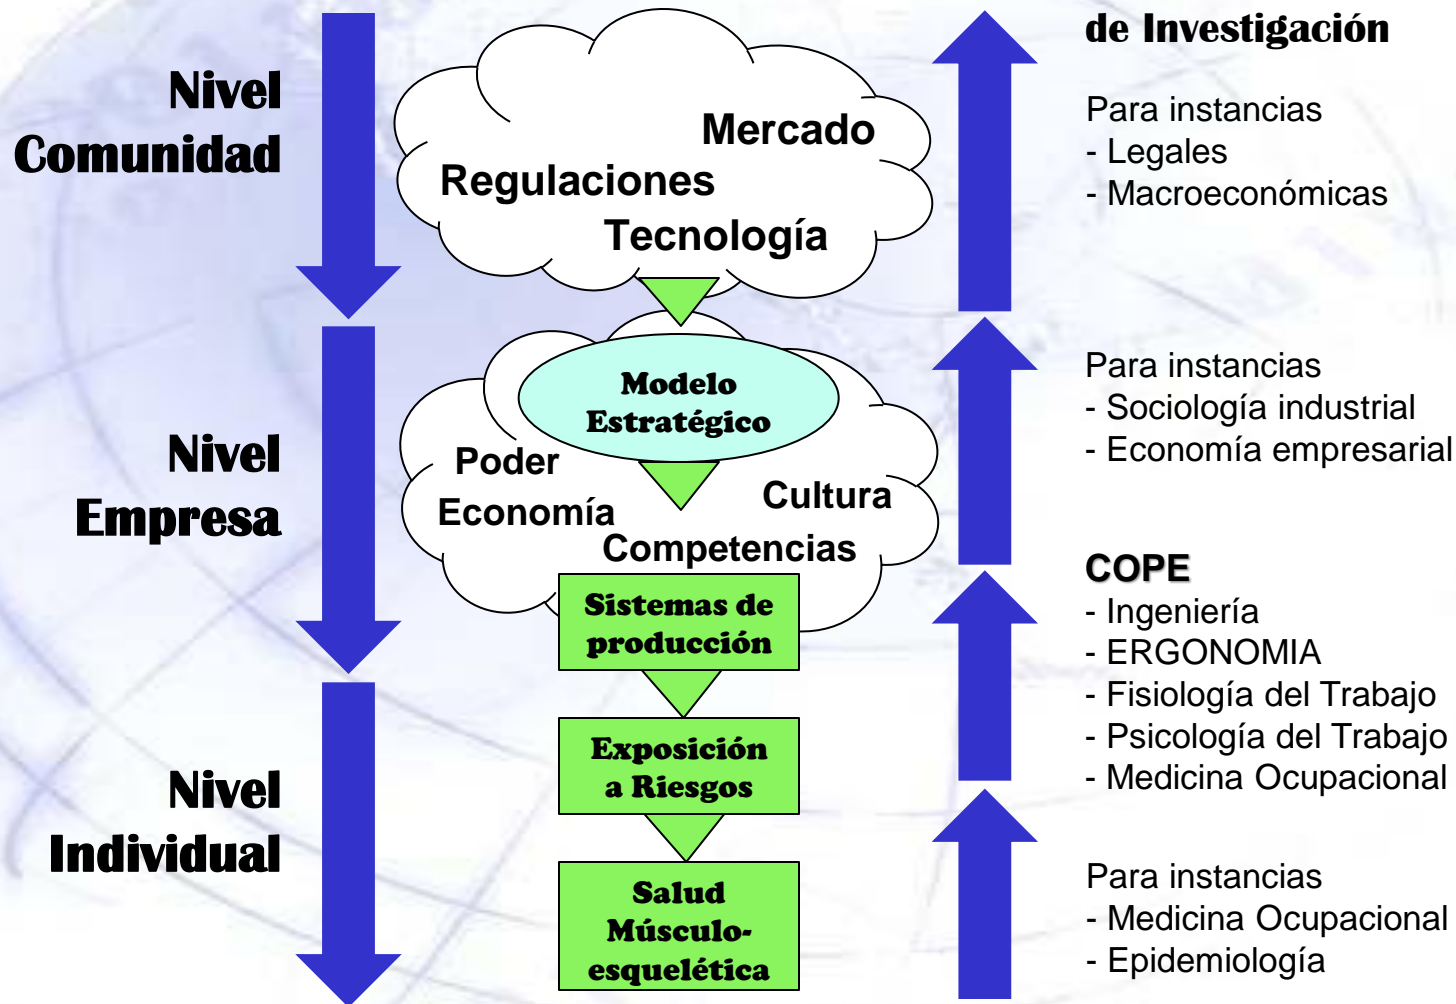 Nivel
Comunidad
Mercado
Regulaciones
Tecnología
de Investigación
Para instancias
- Legales
- Macroeconómicas
Nivel
Empresa
Modelo
Estratégico
Poder
Economía
Cultura
Competencias
Para instancias
- Sociología industrial
- Economía empresarial
Sistemas de
producción
COPE
- Ingeniería
- ERGONOMIA
- Fisiología del Trabajo
- Psicología del Trabajo
- Medicina Ocupacional
Nivel
Individual
Exposición
a Riesgos
Salud
Músculo-
esquelética
Para instancias
- Medicina Ocupacional
- Epidemiología